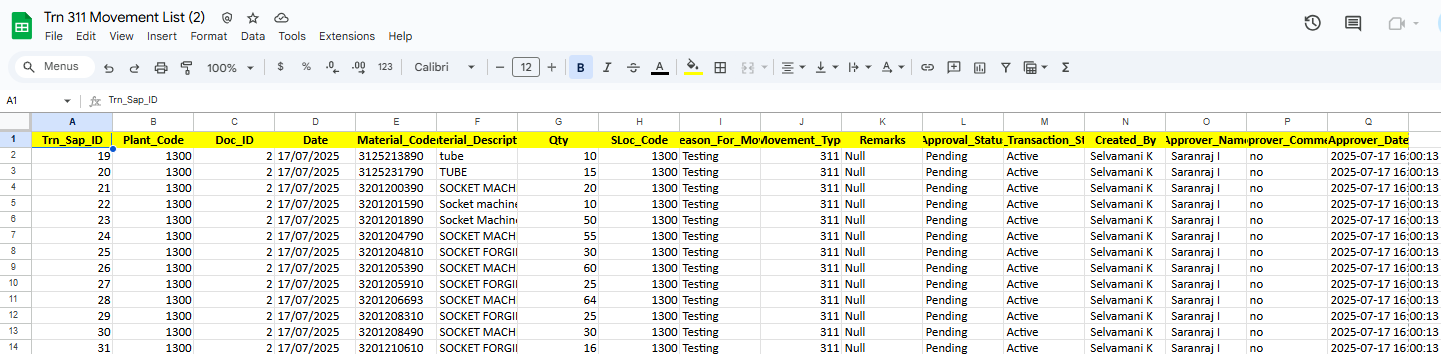 Trn 311 Movement List (2)
File Edit View Insert Format Data Tools Extensions Help
Menus 100% $ % .0 .00 123 Calibri 12 B I A
A1 fx Trn_Sap_ID
A B C D E F G H I J K L M N O P Q
1 Trn_Sap_ID Plant_Code Doc_ID Date Material_Code terial_Descript Qty SLoc_Code eason_For_Mov Movement_Typ Remarks Approval_Statu _Transaction_St Created_By Approver_Name prover_Comme Approver_Date
2 19 1300 2 17/07/2025 3125213890 tube 10 1300 Testing 311 Null Pending Active Selvamani K Saranraj I no 2025-07-17 16:00:13
3 20 1300 2 17/07/2025 3125231790 TUBE 15 1300 Testing 311 Null Pending Active Selvamani K Saranraj I no 2025-07-17 16:00:13
4 21 1300 2 17/07/2025 3201200390 SOCKET MACH 20 1300 Testing 311 Null Pending Active Selvamani K Saranraj I no 2025-07-17 16:00:13
5 22 1300 2 17/07/2025 3201201590 Socket machine 10 1300 Testing 311 Null Pending Active Selvamani K Saranraj I no 2025-07-17 16:00:13
6 23 1300 2 17/07/2025 3201201890 Socket Machine 50 1300 Testing 311 Null Pending Active Selvamani K Saranraj I no 2025-07-17 16:00:13
7 24 1300 2 17/07/2025 3201204790 SOCKET MACH 55 1300 Testing 311 Null Pending Active Selvamani K Saranraj I no 2025-07-17 16:00:13
8 25 1300 2 17/07/2025 3201204810 SOCKET FORGI 30 1300 Testing 311 Null Pending Active Selvamani K Saranraj I no 2025-07-17 16:00:13
9 26 1300 2 17/07/2025 3201205390 SOCKET MACH 60 1300 Testing 311 Null Pending Active Selvamani K Saranraj I no 2025-07-17 16:00:13
10 27 1300 2 17/07/2025 3201205910 SOCKET FORGI 25 1300 Testing 311 Null Pending Active Selvamani K Saranraj I no 2025-07-17 16:00:13
11 28 1300 2 17/07/2025 3201206693 SOCKET MACH 64 1300 Testing 311 Null Pending Active Selvamani K Saranraj I no 2025-07-17 16:00:13
12 29 1300 2 17/07/2025 3201208310 SOCKET FORGI 25 1300 Testing 311 Null Pending Active Selvamani K Saranraj I no 2025-07-17 16:00:13
13 30 1300 2 17/07/2025 3201208490 SOCKET MACH 30 1300 Testing 311 Null Pending Active Selvamani K Saranraj I no 2025-07-17 16:00:13
14 31 1300 2 17/07/2025 3201210610 SOCKET FORGI 16 1300 Testing 311 Null Pending Active Selvamani K Saranraj I no 2025-07-17 16:00:13